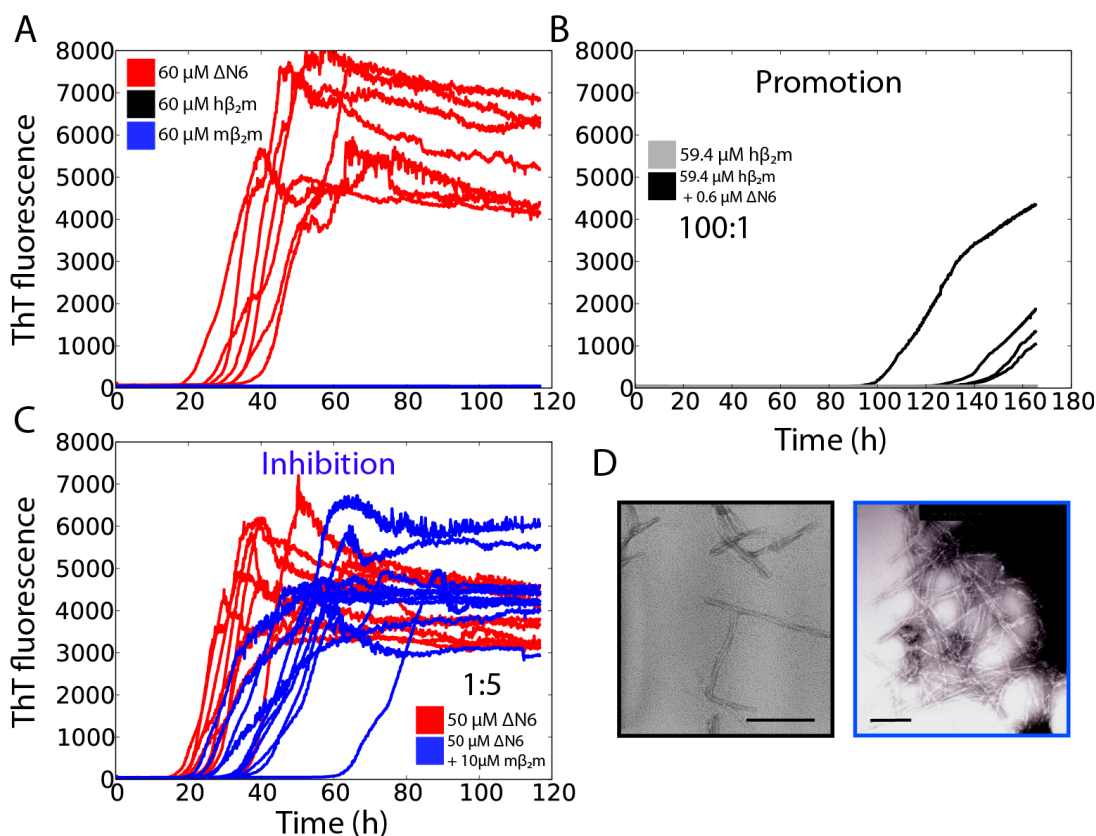 A
8000
7000
6000
5000
4000
3000
2000
1000
0
ThT fluorescence
60 μM ΔN6
60 μM hβ₂m
60 μM mβ₂m
0 20 40 60 80 100 120
B
8000
7000
6000
5000
4000
3000
2000
1000
0
Promotion
59.4 μM hβ₂m
59.4 μM hβ₂m
+ 0.6 μM ΔN6
100:1
0 20 40 60 80 100 120 140 160 180
Time (h)
C
8000
7000
6000
5000
4000
3000
2000
1000
0
ThT fluorescence
Inhibition
1:5
50 μM ΔN6
50 μM ΔN6
+ 10μM mβ₂m
0 20 40 60 80 100 120
Time (h)
D